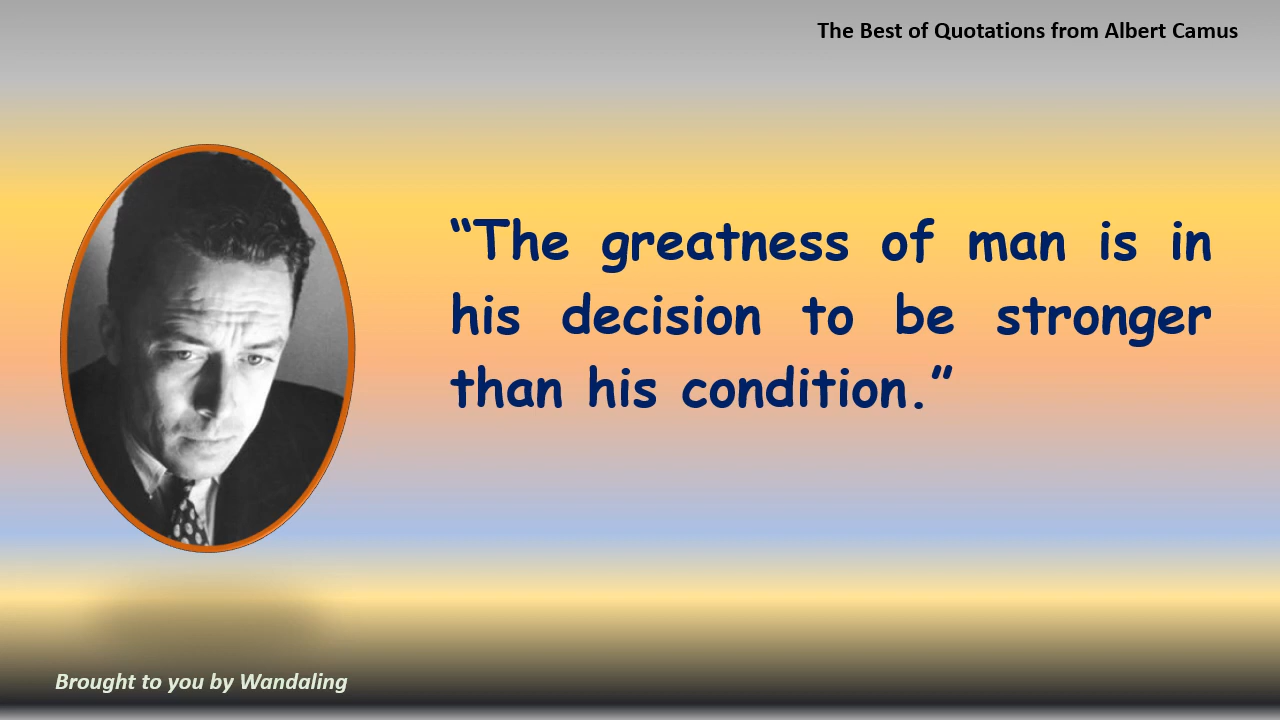 The Best of Quotations from Albert Camus
“The greatness of man is in
his decision to be stronger
than his condition.”
Brought to you by Wandaling